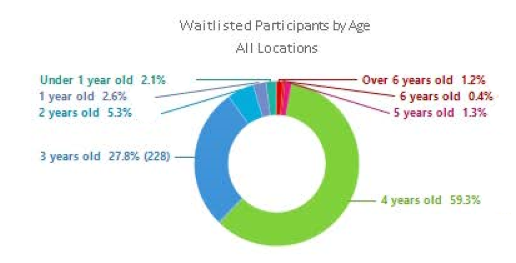 Waitlisted Participants by Age
All Locations
Under 1 year old 2.1%
Over 6 years old 1.2%
1 year old 2.6%
6 years old 0.4%
2 years old 5.3%
5 years old 1.3%
3 years old 27.8% (228)
4 years old 59.3%